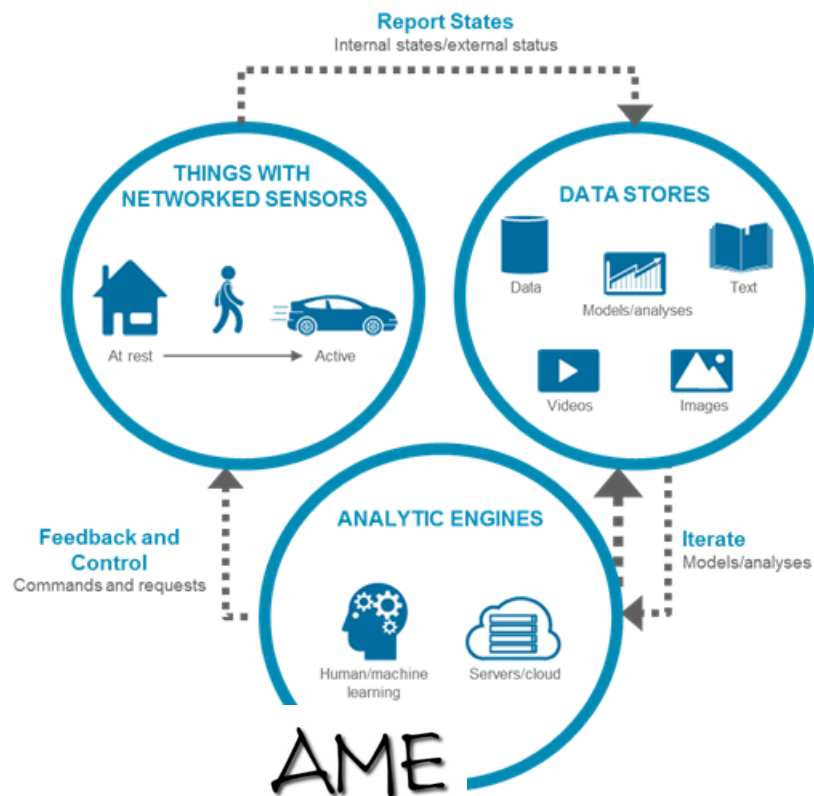 Report States
Internal states/external status
THINGS WITH
NETWORKED SENSORS
At rest
Active
DATA STORES
Data
Models/analyses
Text
Videos
Images
Feedback and
Control
Commands and requests
ANALYTIC ENGINES
Human/machine
learning
Servers/cloud
Iterate
Models/analyses
AME